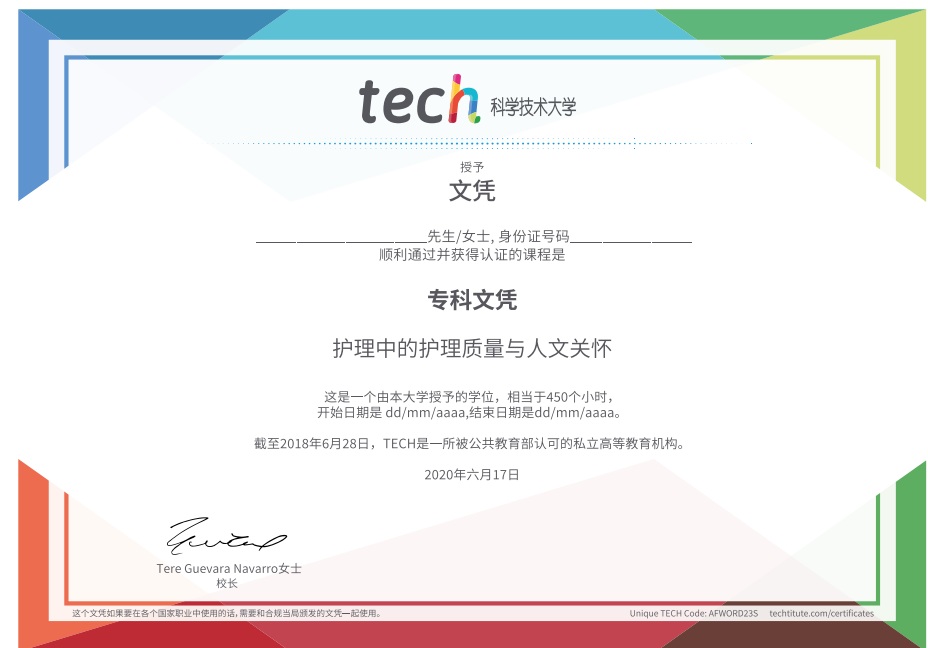 tech 科学技术大学
授予
文凭
________________________先生/女士, 身份证号码_________________
顺利通过并获得认证的课程是
专科文凭
护理中的护理质量与人文关怀
这是一个由本大学授予的学位，相当于450个小时，
开始日期是 dd/mm/aaaa,结束日期是dd/mm/aaaa。
截至2018年6月28日，TECH是一所被公共教育部认可的私立高等教育机构。
2020年六月17日
Tere Guevara Navarro女士
校长
这个文凭如果要在各个国家职业中使用的话,需要和合规当局颁发的文凭一起使用。
Unique TECH Code: AFWORD23S techtitute.com/certificates